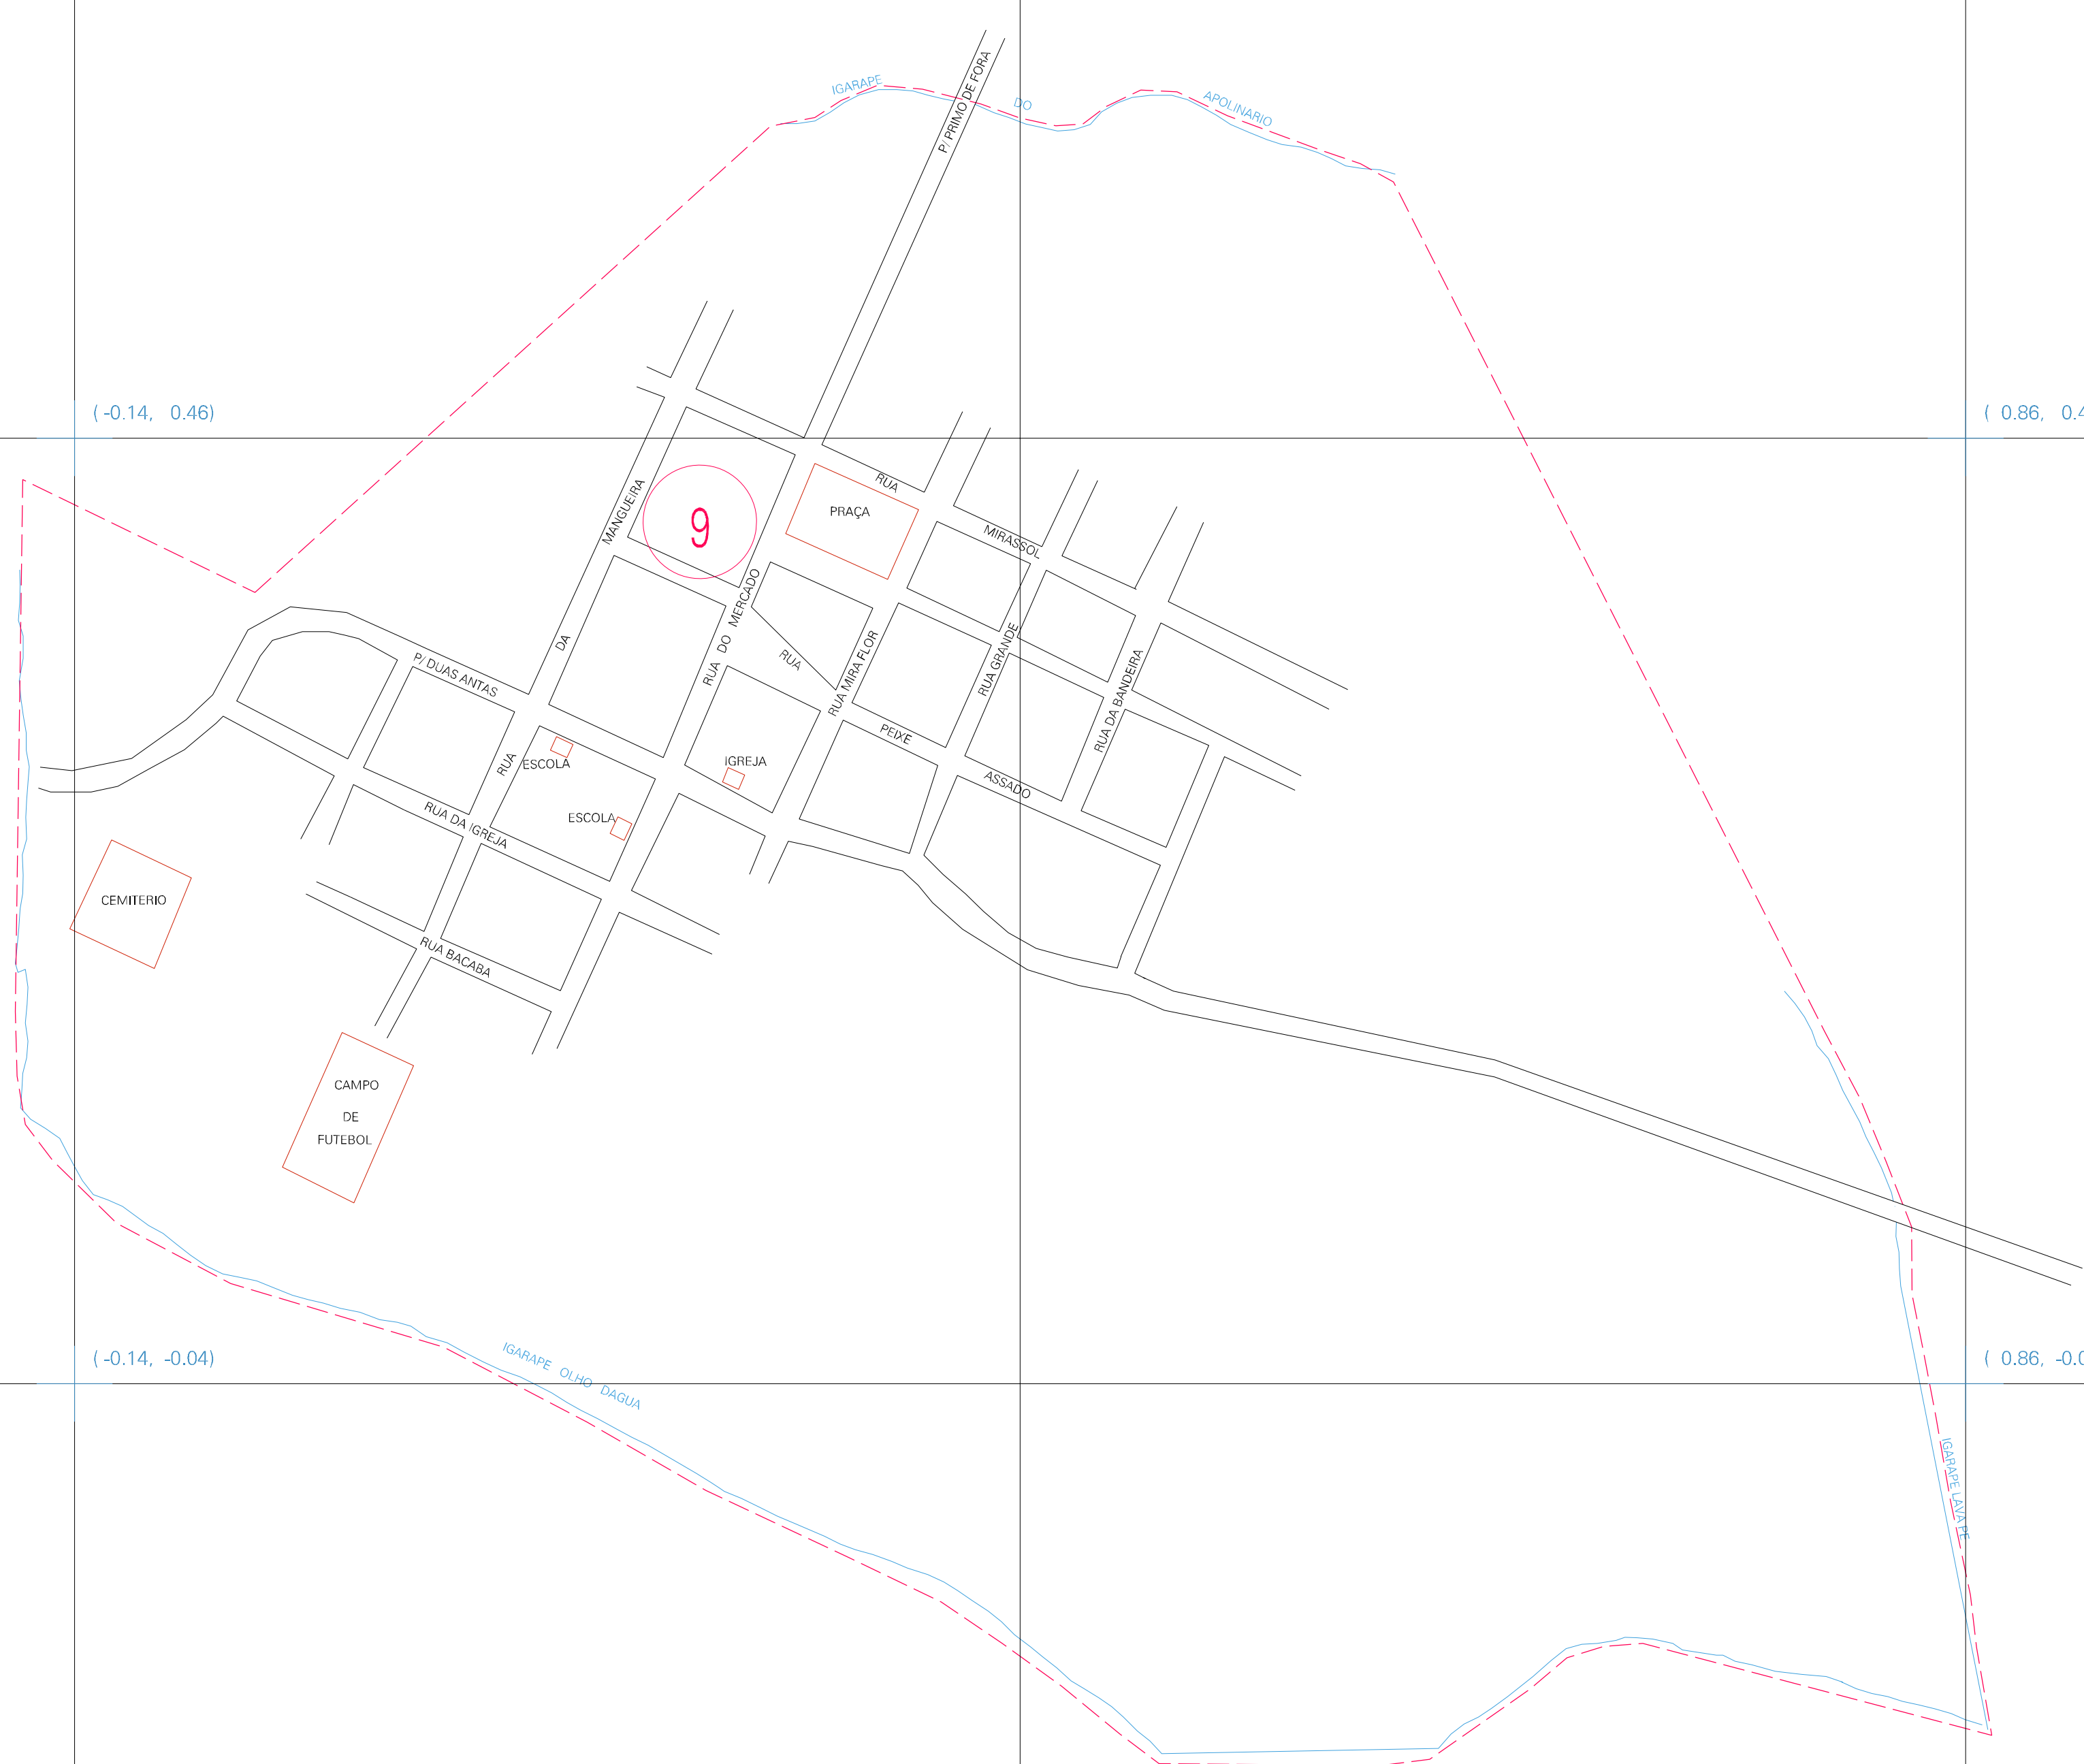 IGARAPE DO APOLINARIO
P/ PRIMO DE FORA
(-0.14, 0.46)
( 0.86, 0.4
RUA MIRASSOL
PRAÇA
9
RUA DA MANGUEIRA
RUA DO MERCADO
RUA
RUA MIRA FLOR
RUA GRANDE
RUA DA BANDEIRA
P/ DUAS ANTAS
PEIXE
ASSADO
ESCOLA
IGREJA
ESCOLA
RUA DA IGREJA
CEMITERIO
RUA BACABA
CAMPO
DE
FUTEBOL
(-0.14, -0.04)
( 0.86, -0.0
IGARAPE OLHO DAGUA
IGARAPE LAVA PE